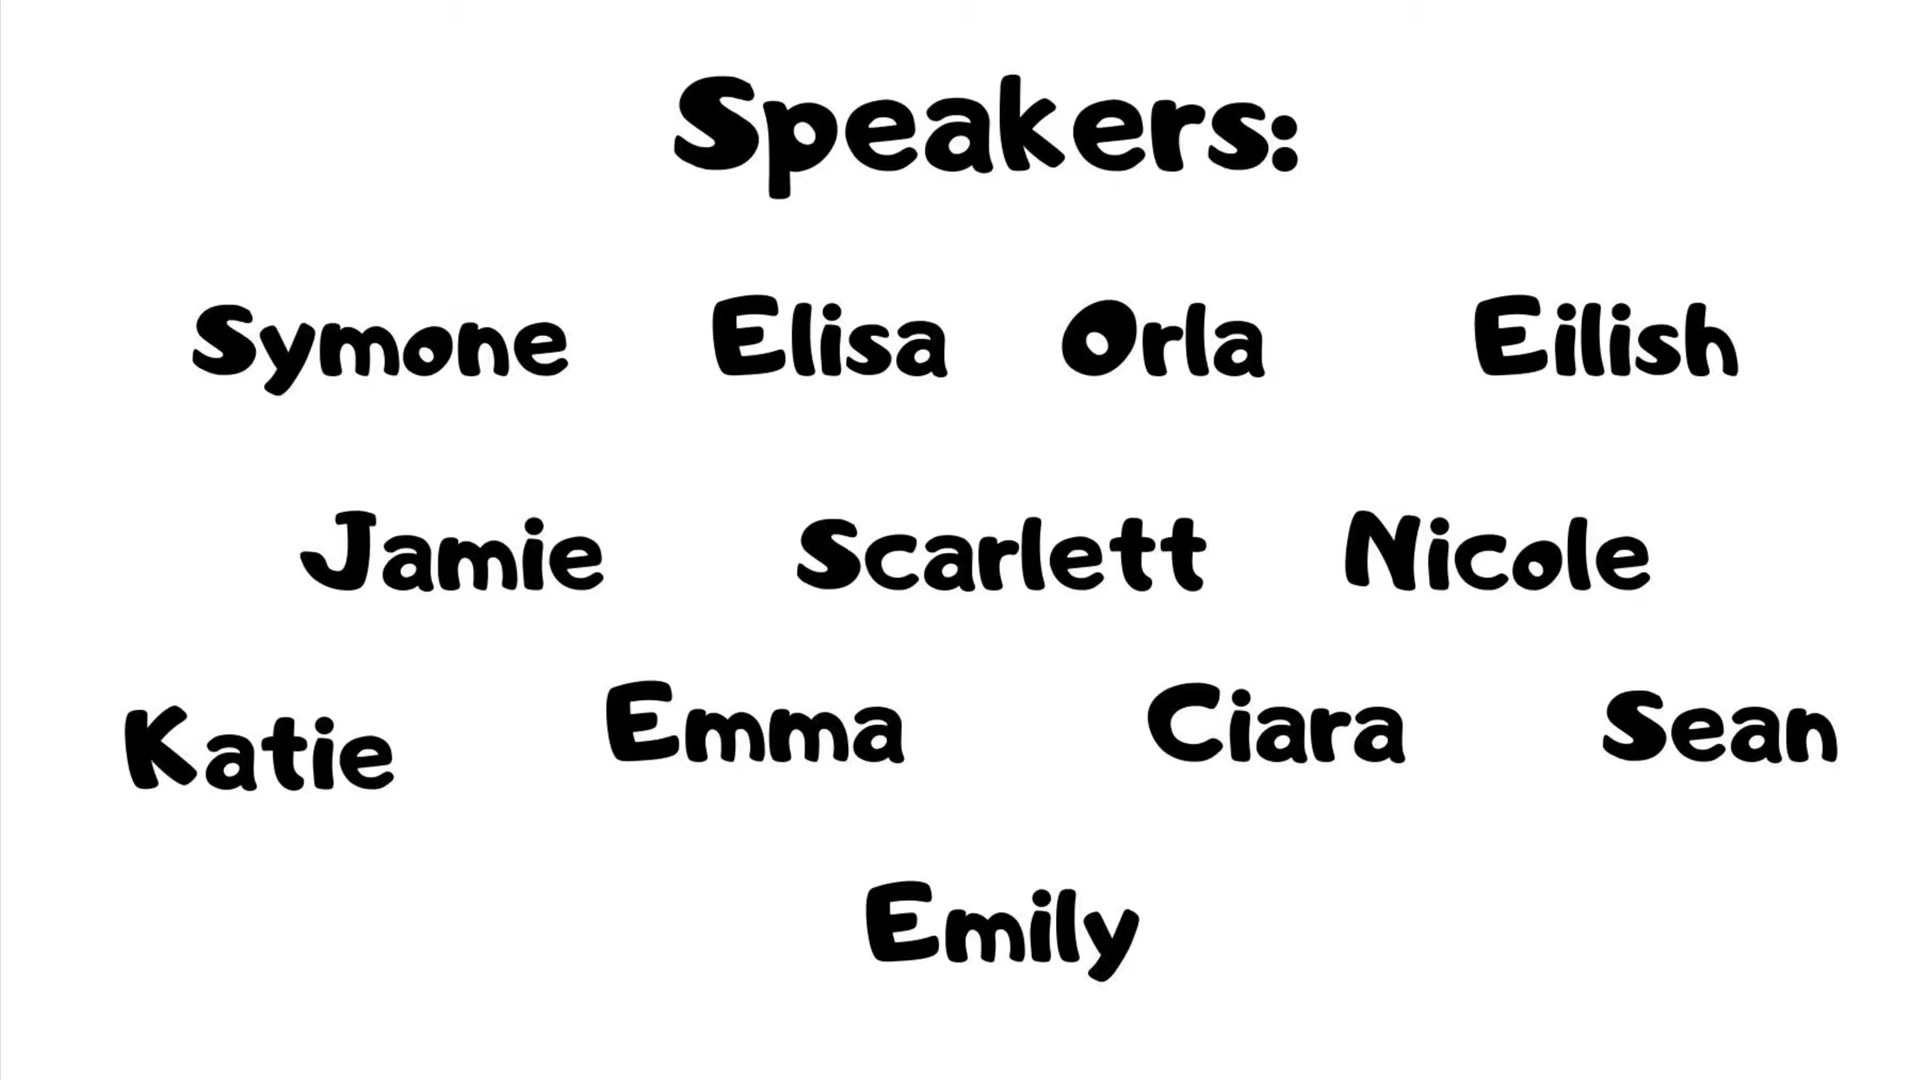 Speakers:
Symone Elisa Orla Eilish
Jamie Scarlett Nicole
Katie Emma Ciara Sean
Emily